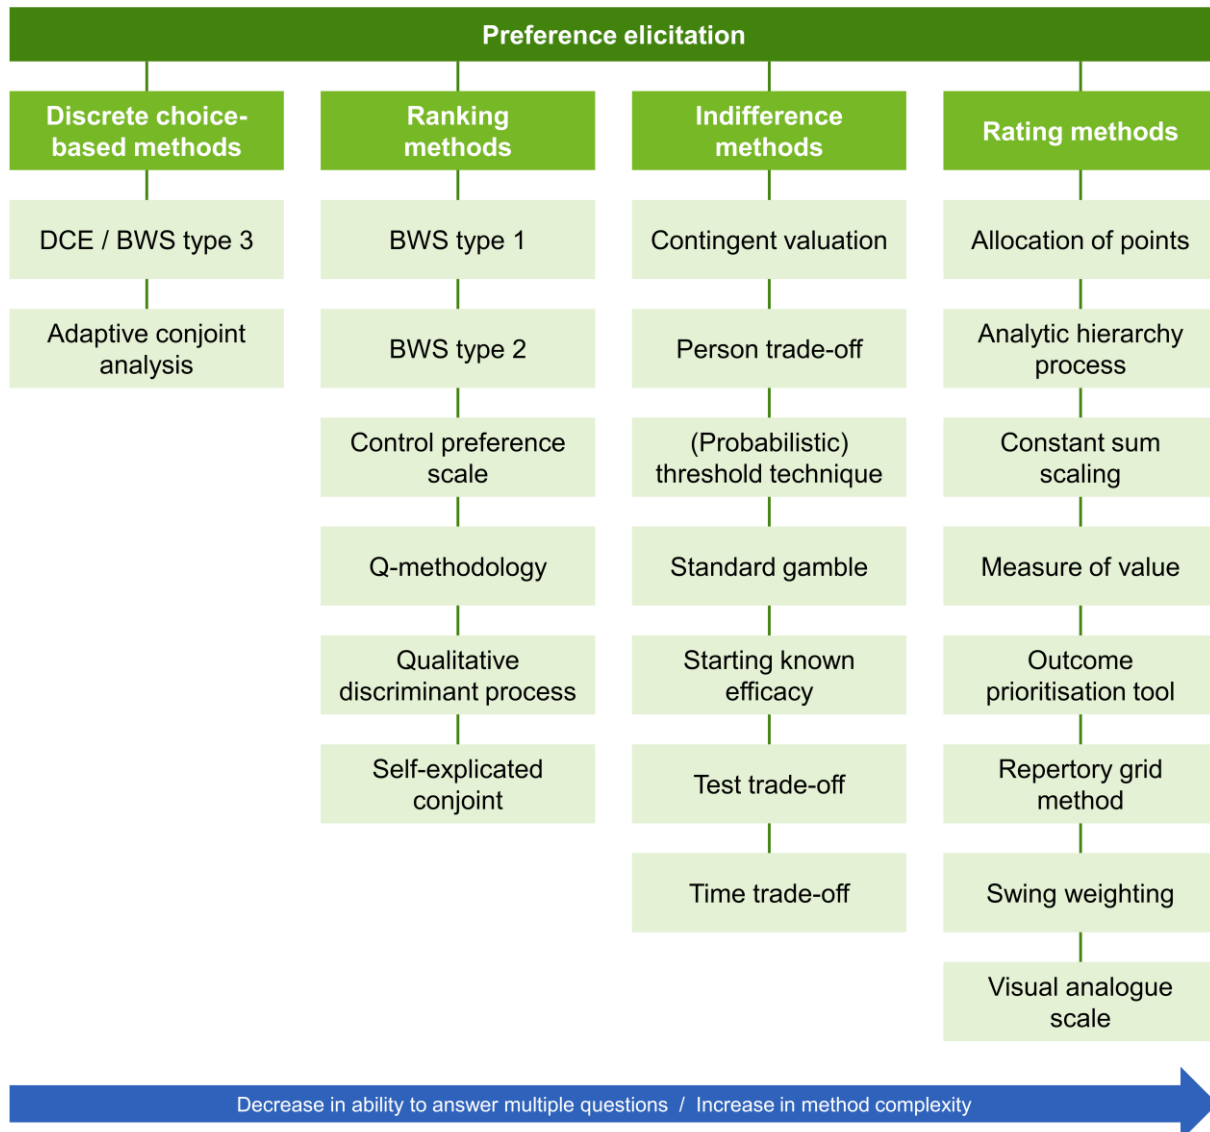 Preference elicitation
Discrete choice-
based methods
DCE / BWS type 3
Adaptive conjoint
analysis
Ranking
methods
BWS type 1
BWS type 2
Control preference
scale
Q-methodology
Qualitative
discriminant process
Self-explicated
conjoint
Indifference
methods
Contingent valuation
Person trade-off
(Probabilistic)
threshold technique
Standard gamble
Starting known
efficacy
Test trade-off
Time trade-off
Rating methods
Allocation of points
Analytic hierarchy
process
Constant sum
scaling
Measure of value
Outcome
prioritisation tool
Repertory grid
method
Swing weighting
Visual analogue
scale
Decrease in ability to answer multiple questions / Increase in method complexity